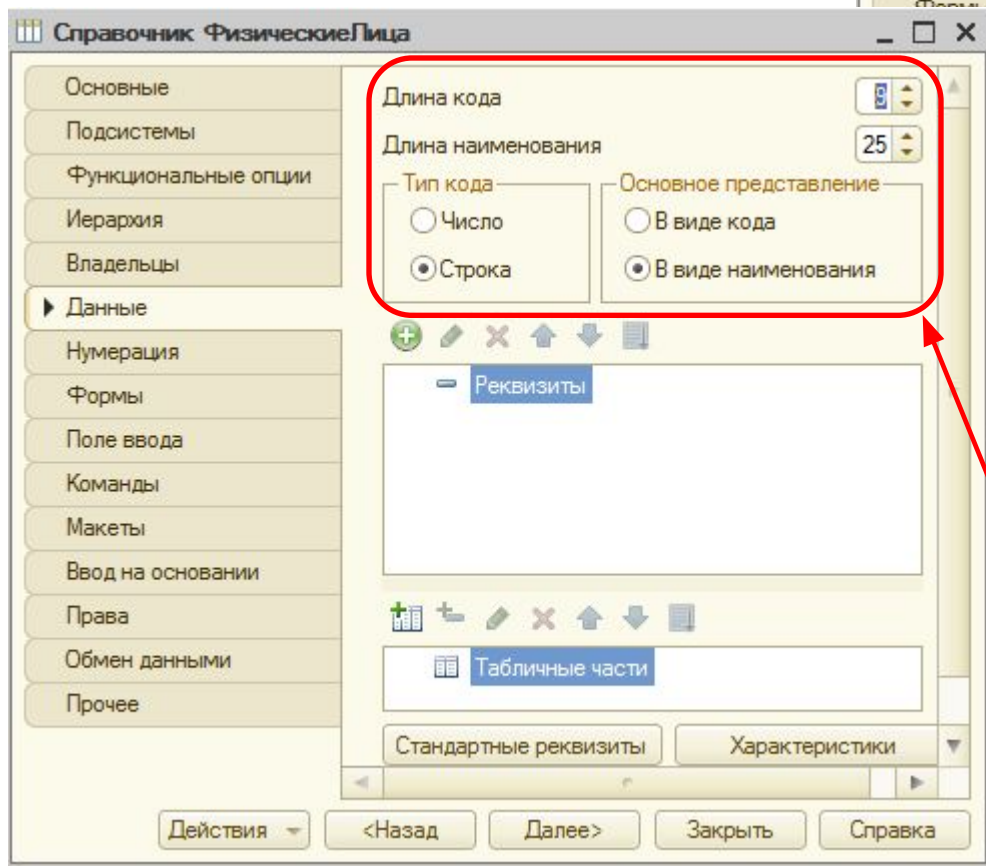 Справочник ФизическиеЛица
Основные
Подсистемы
Функциональные опции
Иерархия
Владельцы
Данные
Нумерация
Формы
Поле ввода
Команды
Макеты
Ввод на основании
Права
Обмен данными
Прочее
Длина кода 9
Длина наименования 25
Тип кода Основное представление
Число В виде кода
Строка В виде наименования
Реквизиты
Табличные части
Стандартные реквизиты Характеристики
Действия <Назад Далее> Закрыть Справка